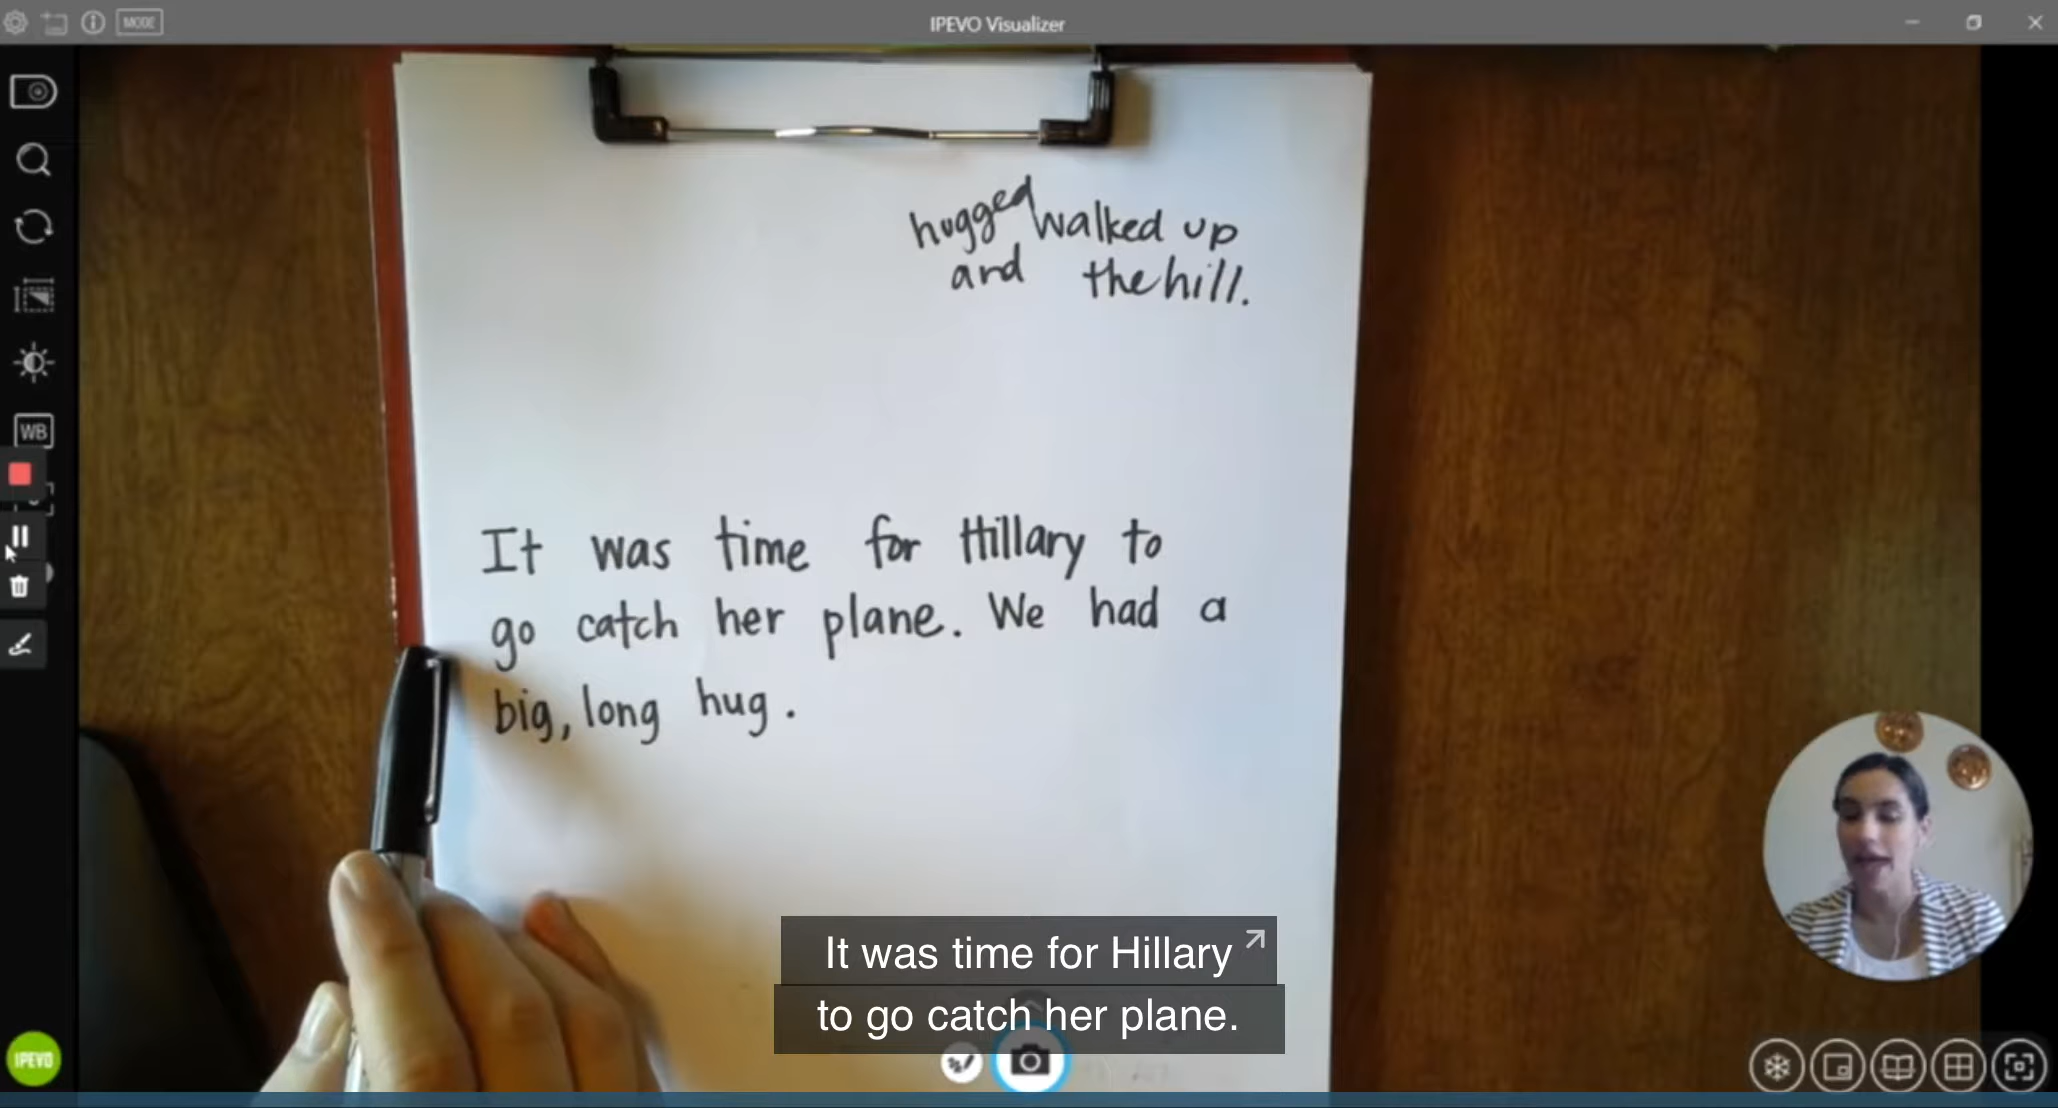 MODE
IPEVO Visualizer
WB
hugged walked up
and the hill.
It was time for Hillary to
go catch her plane. We had a
big, long hug.
It was time for Hillary
to go catch her plane.
IPEVO